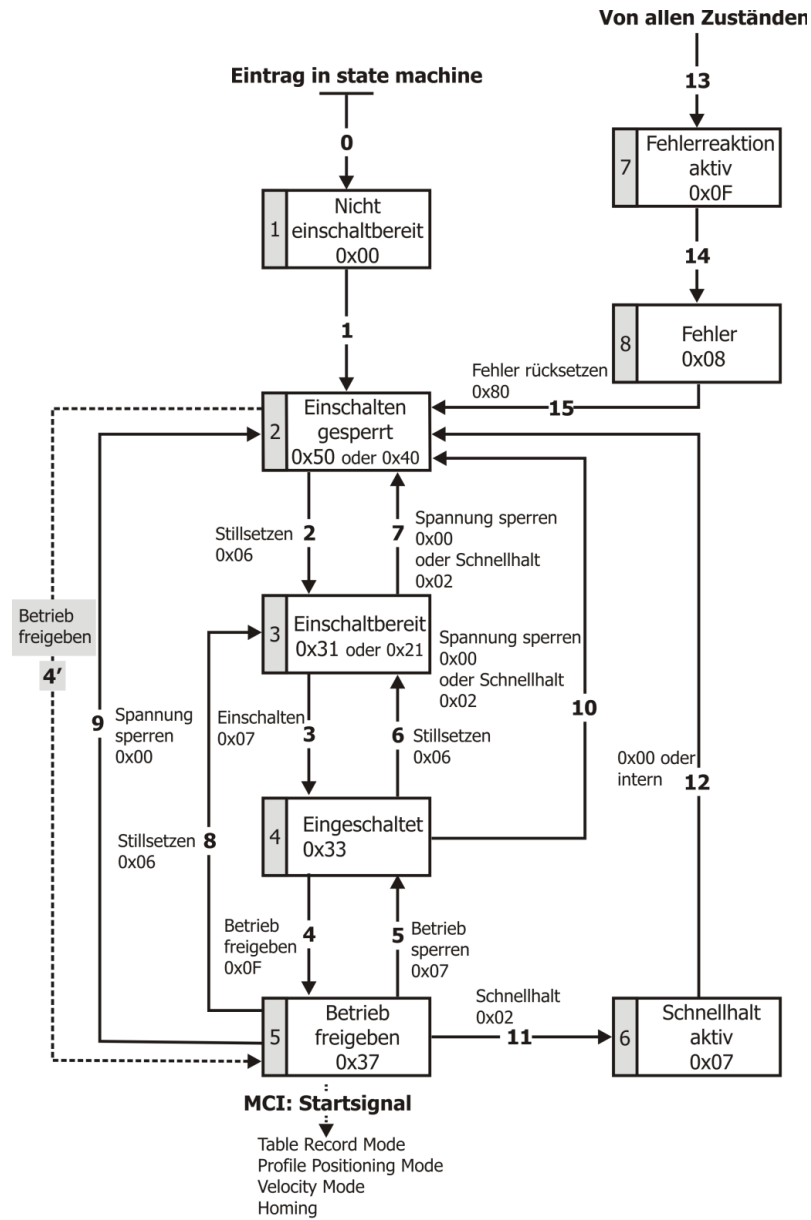 Von allen Zuständen
13
Eintrag in state machine
0
7
Fehlerreaktion
aktiv
0x0F
1
Nicht
einschaltbereit
0x00
14
1
8
Fehler
0x08
Fehler rücksetzen
0x80
15
2
Einschalten
gesperrt
0x50 oder 0x40
Stillsetzen
0x06
2
7
Spannung sperren
0x00
oder Schnellhalt
0x02
Betrieb
freigeben
4′
3
Einschaltbereit
0x31 oder 0x21
Spannung sperren
0x00
oder Schnellhalt
0x02
10
9
Spannung
sperren
0x00
Einschalten
0x07
3
6
Stillsetzen
0x06
0x00 oder
intern
12
Stillsetzen
0x06
8
4
Eingeschaltet
0x33
Betrieb
freigeben
0x0F
4
5
Betrieb
sperren
0x07
5
Betrieb
freigeben
0x37
Schnellhalt
0x02
11
6
Schnellhalt
aktiv
0x07
MCI: Startsignal
Table Record Mode
Profile Positioning Mode
Velocity Mode
Homing